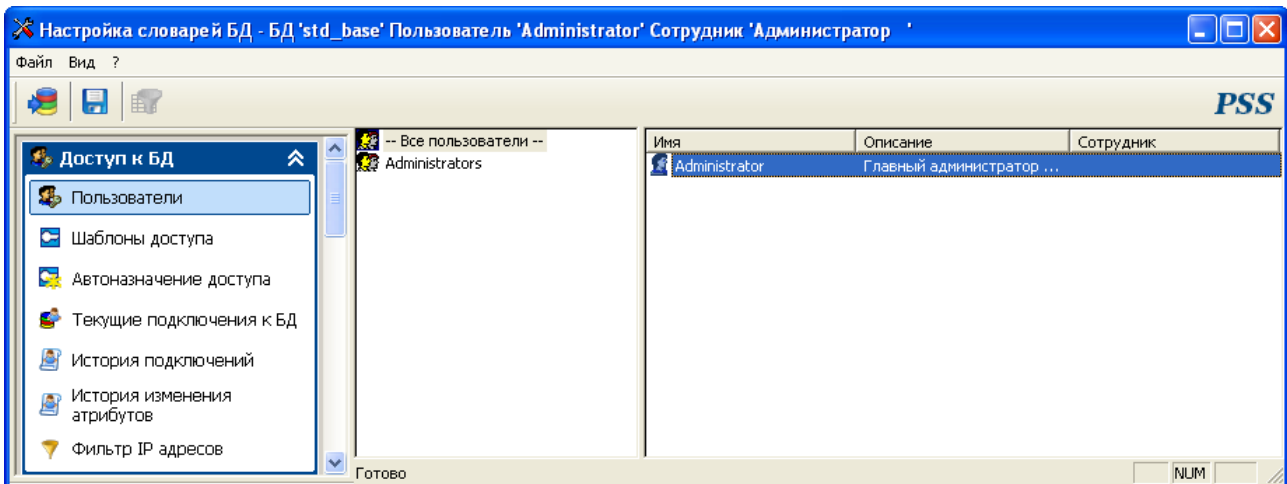 Настройка словарей БД - БД 'std_base' Пользователь 'Administrator' Сотрудник 'Администратор '
Файл Вид ?
PSS
Доступ к БД
Пользователи
Шаблоны доступа
Автоназначение доступа
Текущие подключения к БД
История подключений
История изменения
атрибутов
Фильтр IP адресов
-- Все пользователи --
Administrators
Имя Описание Сотрудник
Administrator Главный администратор ...
Готово
NUM